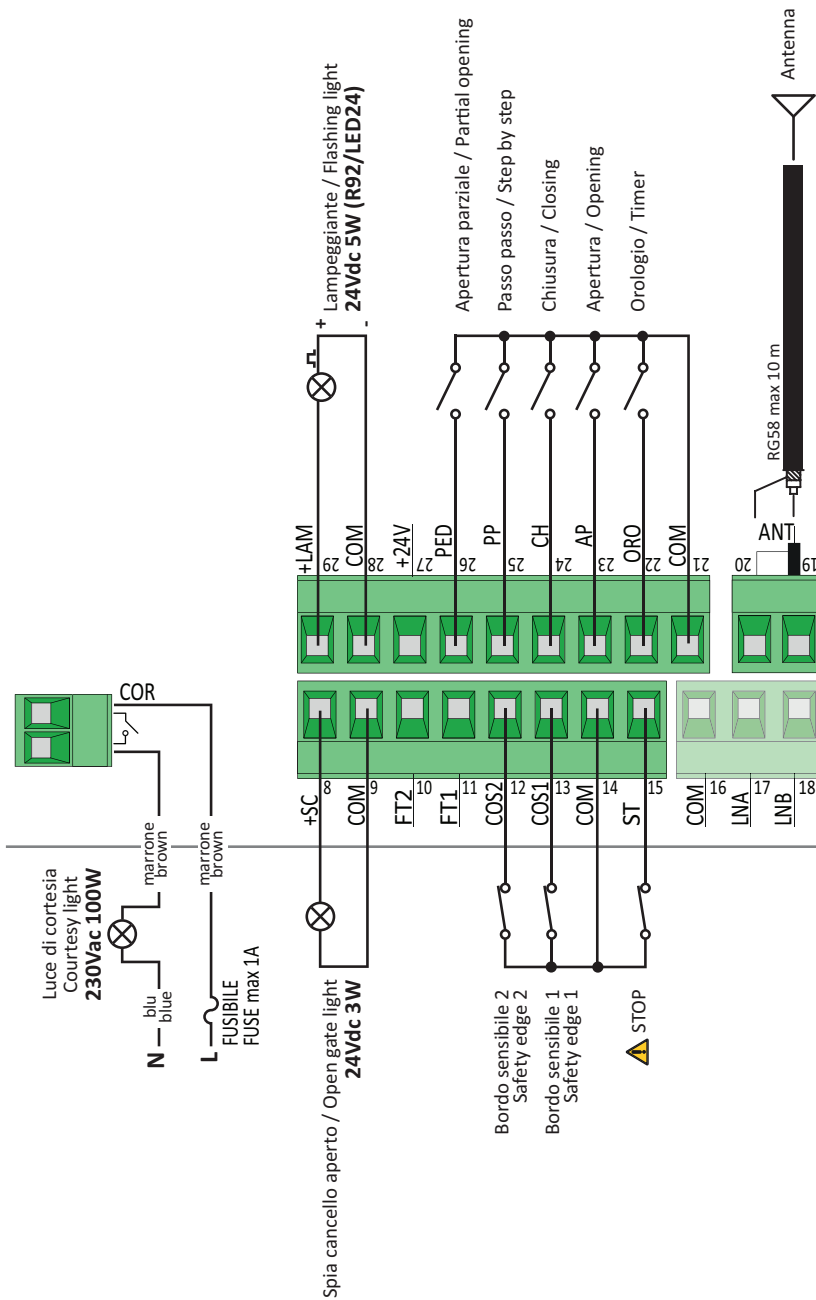 Luce di cortesia
Courtesy light
230Vac 100W
N
blu
blue
marrone
brown
marrone
brown
L
FUSIBILE
FUSE max 1A
COR
Spia cancello aperto / Open gate light
24Vdc 3W
Bordo sensibile 2
Safety edge 2
Bordo sensibile 1
Safety edge 1
STOP
+SC 8
COM 9
FT2 10
FT1 11
COS2 12
COS1 13
COM 14
ST 15
COM 16
LNA 17
LNB 18
+LAM 29
COM 28
+24V 27
PED 26
PP 25
CH 24
AP 23
ORO 22
COM 21
20
ANT
19
+
-
Lampeggiante / Flashing light
24Vdc 5W (R92/LED24)
Apertura parziale / Partial opening
Passo passo / Step by step
Chiusura / Closing
Apertura / Opening
Orologio / Timer
RG58 max 10 m
Antenna